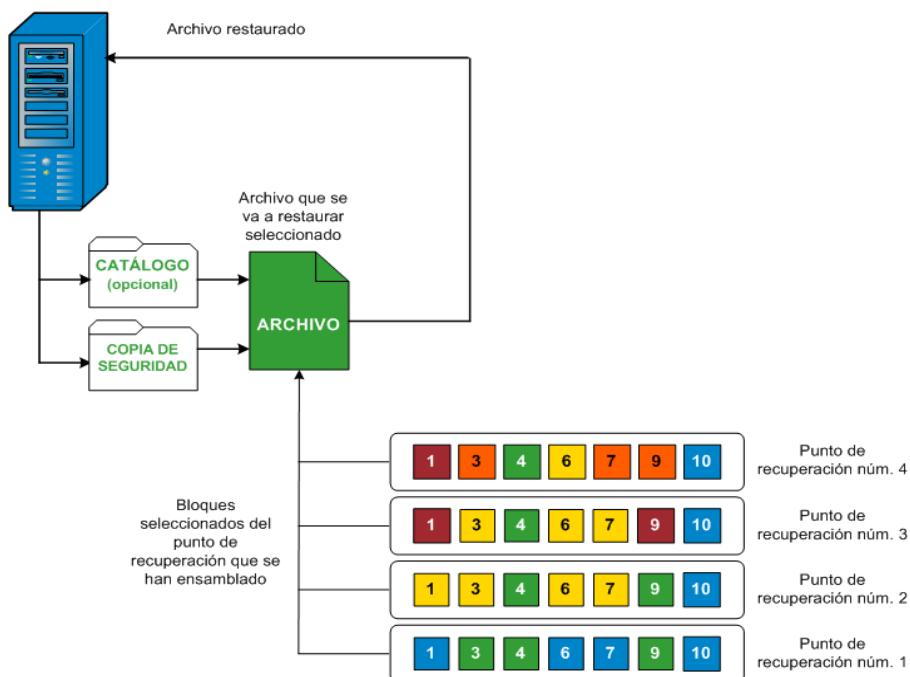 Archivo restaurado
Archivo que se
va a restaurar
seleccionado
CATÁLOGO
(opcional)
ARCHIVO
COPIA DE
SEGURIDAD
Bloques
seleccionados del
punto de
recuperación que se
han ensamblado
1 3 4 6 7 9 10
Punto de
recuperación núm. 4
1 3 4 6 7 9 10
Punto de
recuperación núm. 3
1 3 4 6 7 9 10
Punto de
recuperación núm. 2
1 3 4 6 7 9 10
Punto de
recuperación núm. 1